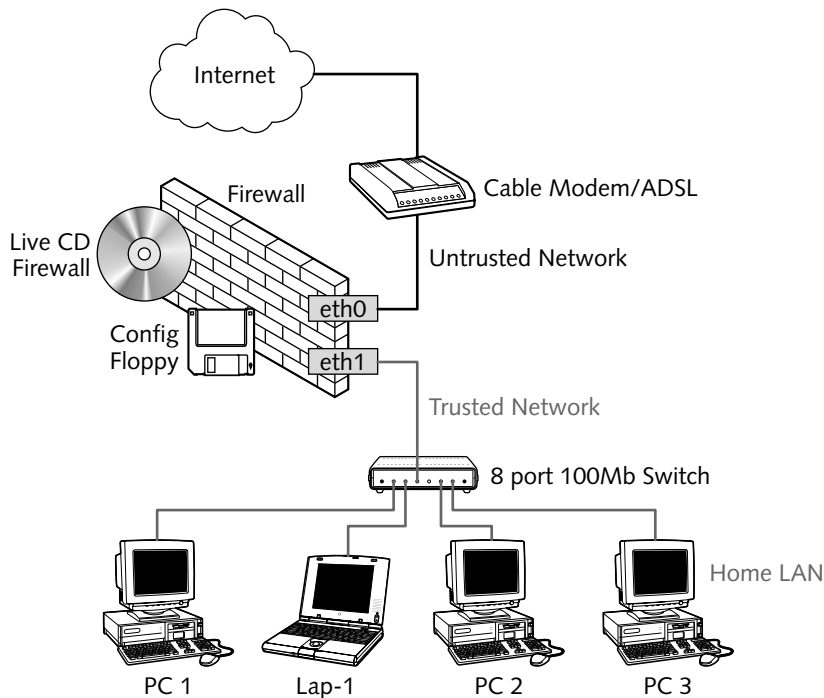 Internet
Cable Modem/ADSL
Firewall
Live CD
Firewall
Untrusted Network
eth0
Config
Floppy
eth1
Trusted Network
8 port 100Mb Switch
Home LAN
PC 1
Lap-1
PC 2
PC 3